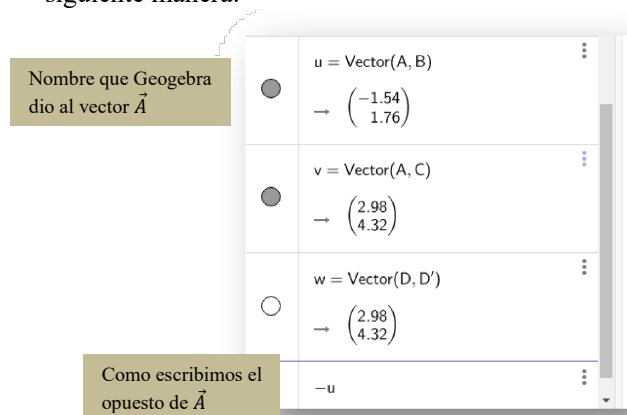 siguiente manera:
Nombre que Geogebra
dio al vector A⃗
u = Vector(A, B)
→ (−1.54
1.76)
v = Vector(A, C)
→ (2.98
4.32)
w = Vector(D, D′)
→ (2.98
4.32)
Como escribimos el
opuesto de A⃗
−u